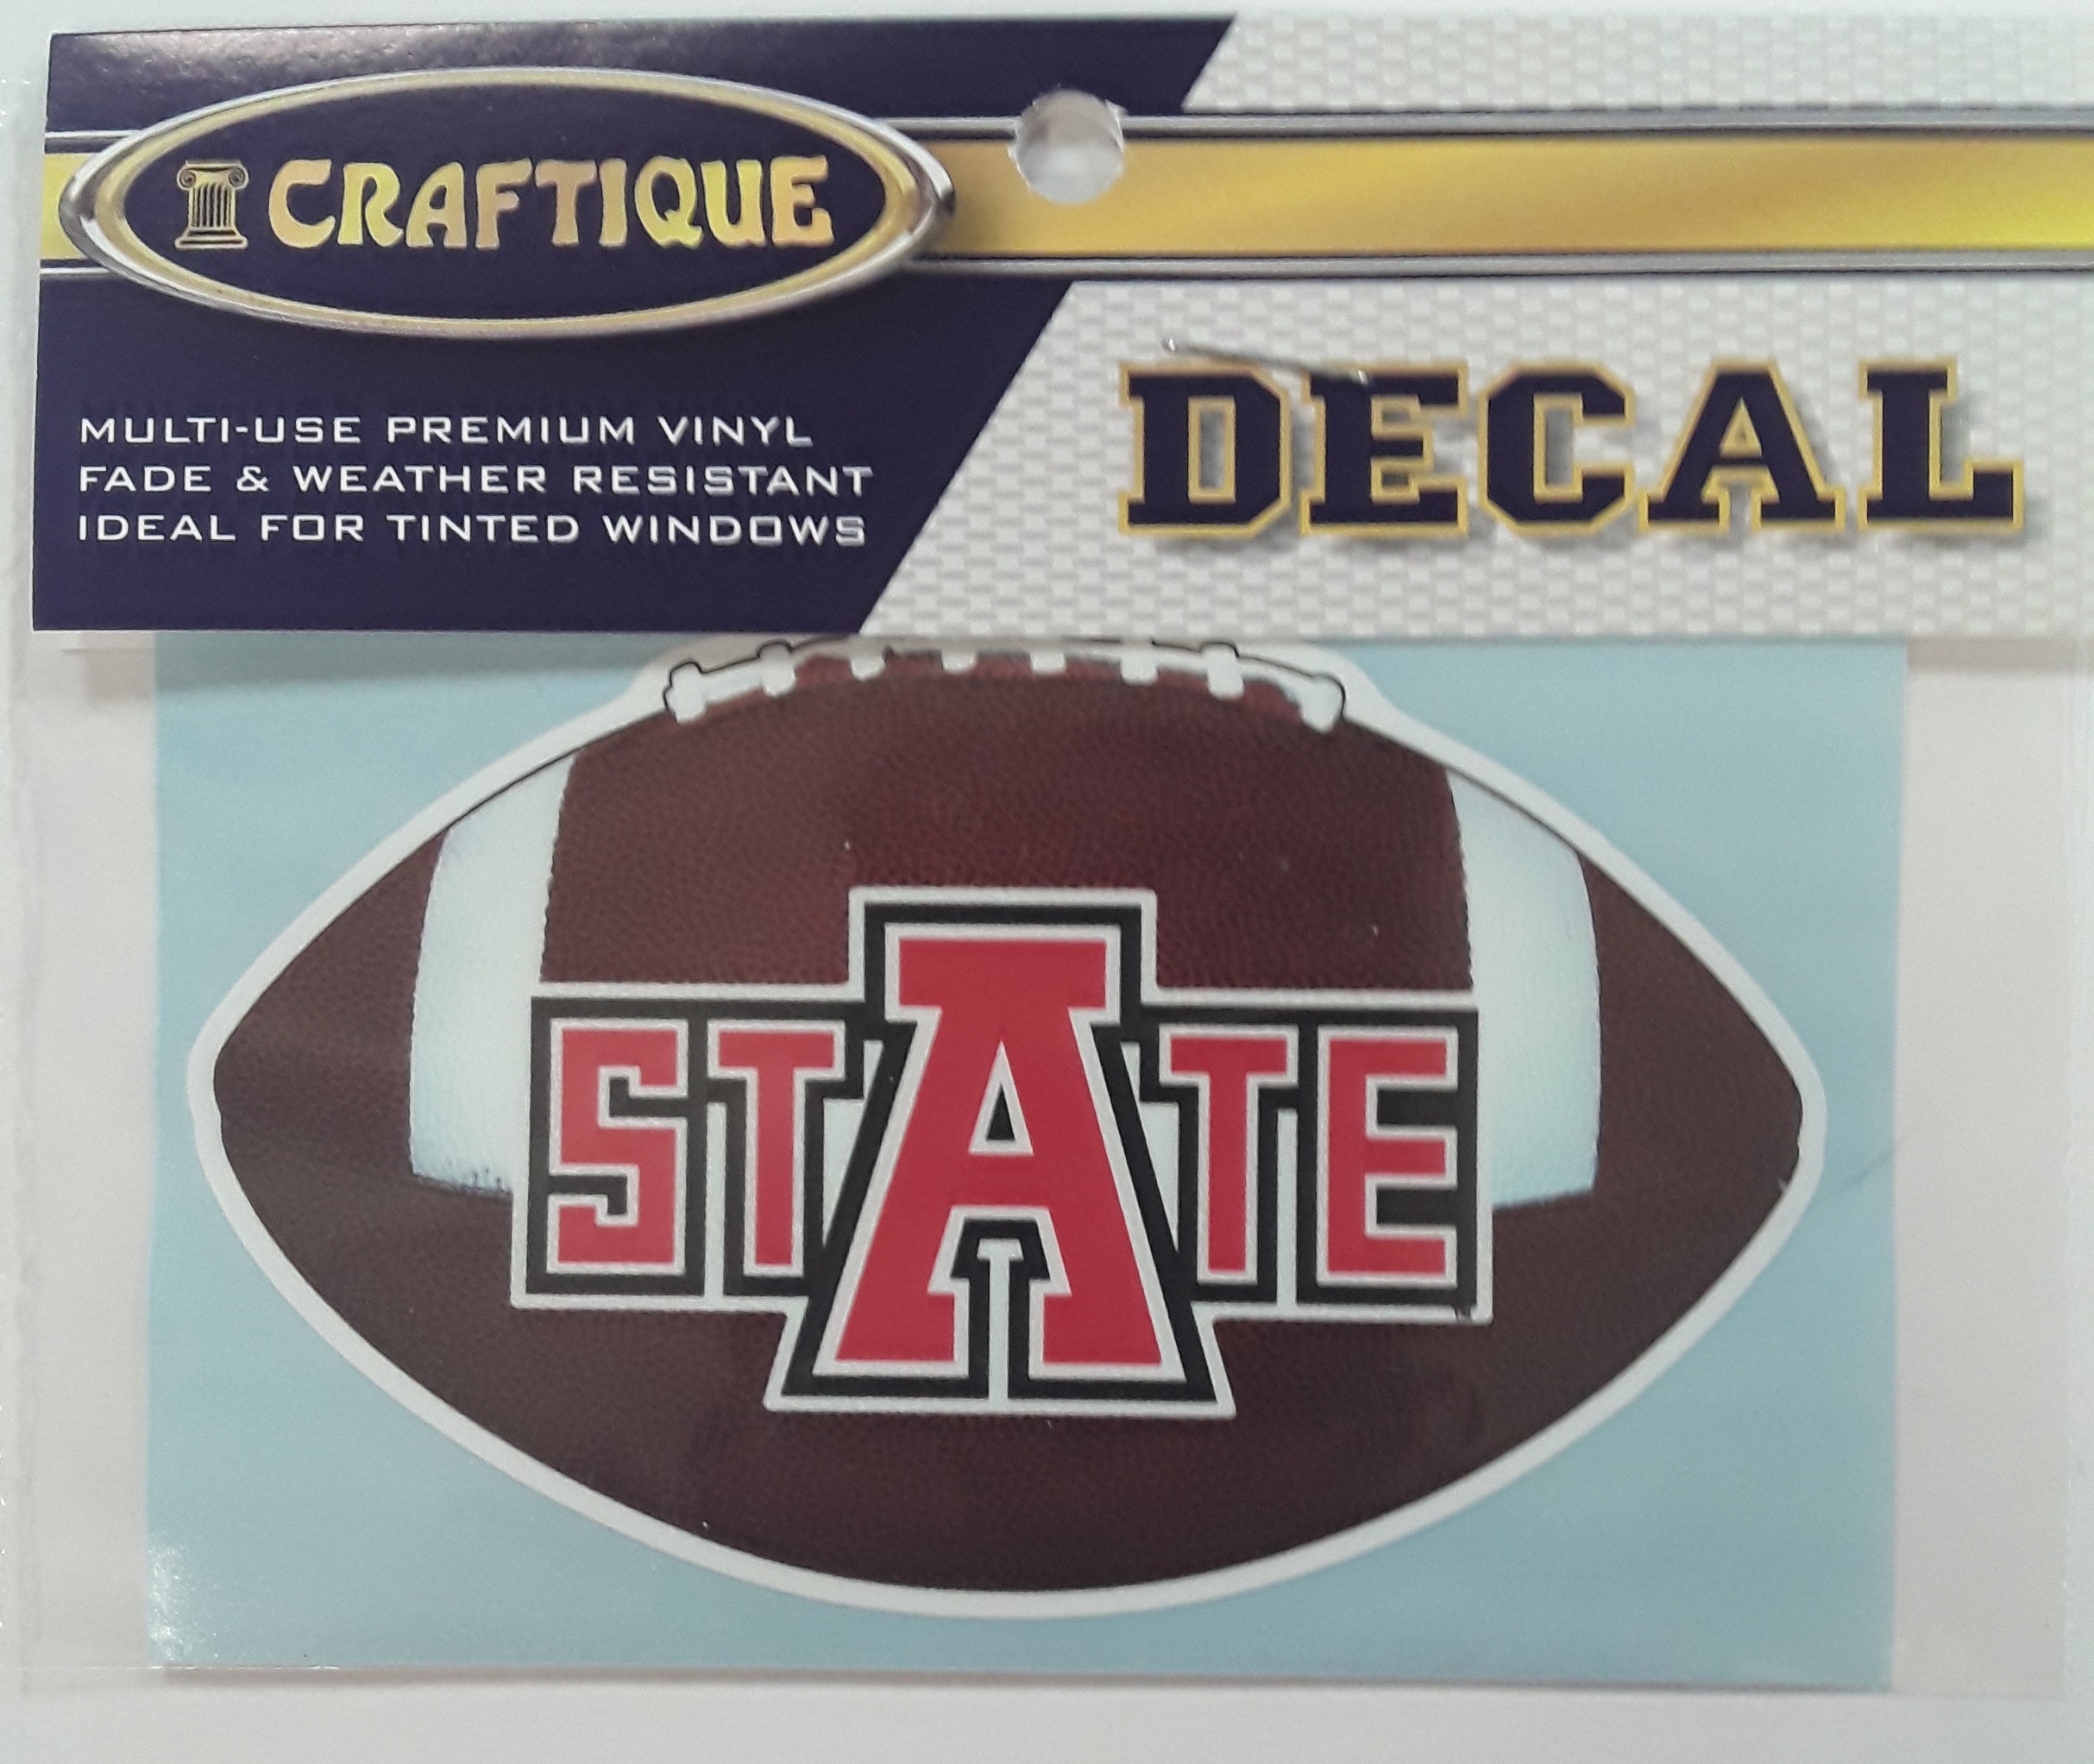 CRAFTIQUE
MULTI-USE PREMIUM VINYL
FADE & WEATHER RESISTANT
IDEAL FOR TINTED WINDOWS
DECAL
STATE